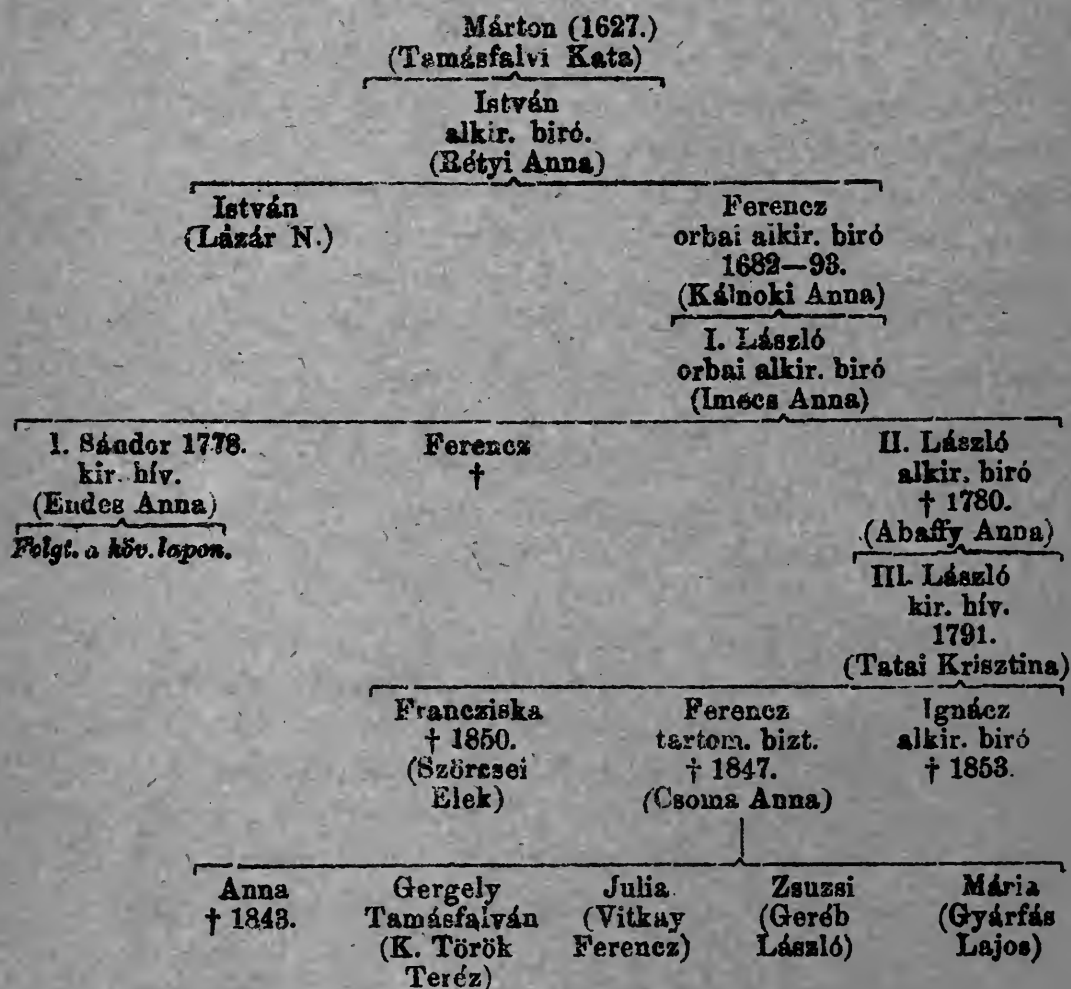 Márton (1627.)
(Tamásfalvi Kata)
István
alkir. biró.
(Rétyi Anna)
István
(Lázár N.)
Ferencz
orbai alkir. biró
1682—93.
(Kálnoki Anna)
I. László
orbai alkir. biró
(Imecs Anna)
I. Sándor 1778.
kir. hív.
(Endes Anna)
Folyt. a köv. lapon.
Ferencz
†
II. László
alkir. biró
† 1780.
(Abaffy Anna)
III. László
kir. hív.
1791.
(Tatai Krisztina)
Francziska
† 1850.
(Szörcsei
Elek)
Ferencz
tartom. bizt.
† 1847.
(Csoma Anna)
Ignácz
alkir. biró
† 1853.
Anna
† 1843.
Gergely
Tamásfalván
(K. Török
Teréz)
Julia
(Vitkay
Ferencz)
Zsuzsi
(Geréb
László)
Mária
(Gyárfás
Lajos)